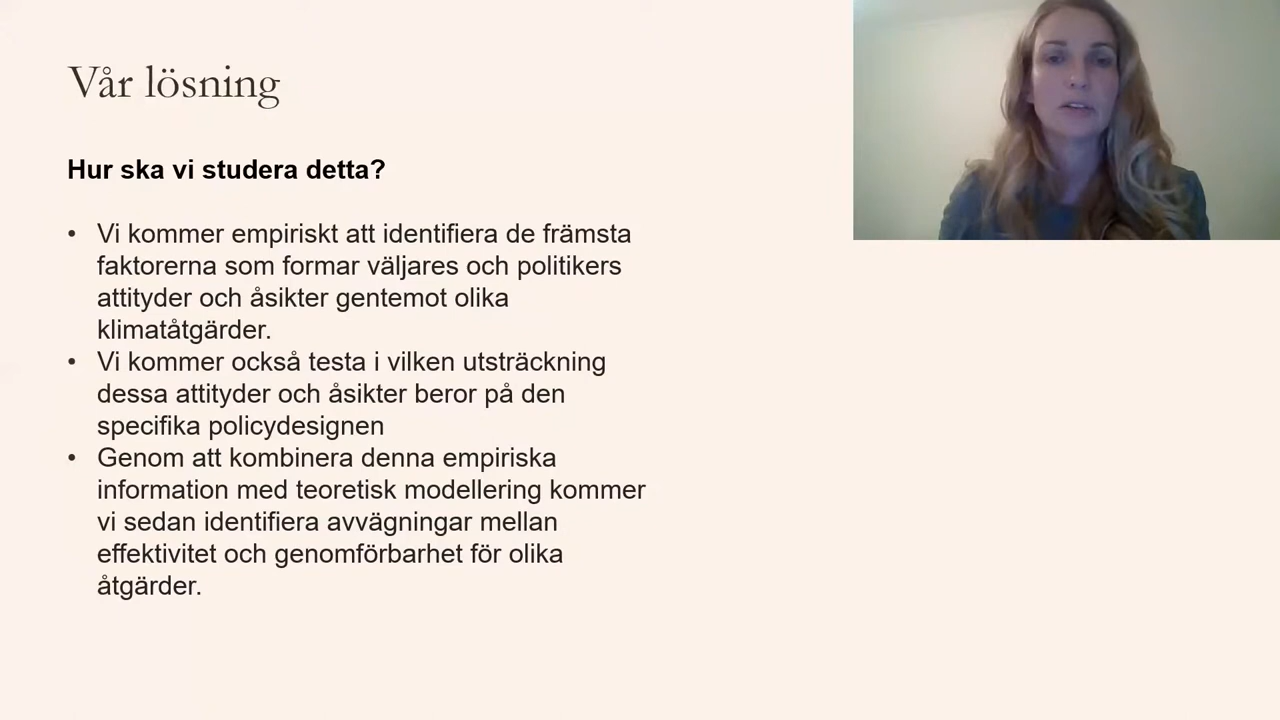 Vår lösning
Hur ska vi studera detta?
• Vi kommer empiriskt att identifiera de främsta
faktorerna som formar väljares och politikers
attityder och åsikter gentemot olika
klimatåtgärder.
• Vi kommer också testa i vilken utsträckning
dessa attityder och åsikter beror på den
specifika policydesignen
• Genom att kombinera denna empiriska
information med teoretisk modellering kommer
vi sedan identifiera avvägningar mellan
effektivitet och genomförbarhet för olika
åtgärder.